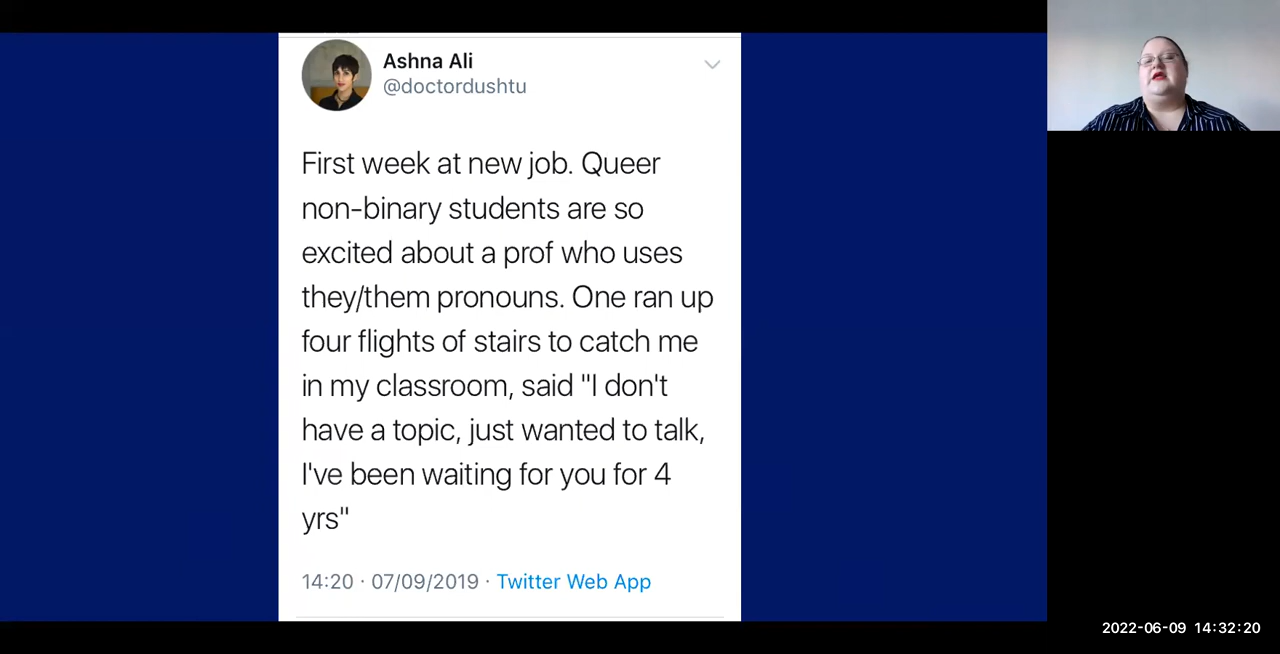 Ashna Ali
@doctordushtu
First week at new job. Queer
non-binary students are so
excited about a prof who uses
they/them pronouns. One ran up
four flights of stairs to catch me
in my classroom, said "I don't
have a topic, just wanted to talk,
I've been waiting for you for 4
yrs"
14:20 · 07/09/2019 · Twitter Web App
2022-06-09 14:32:20